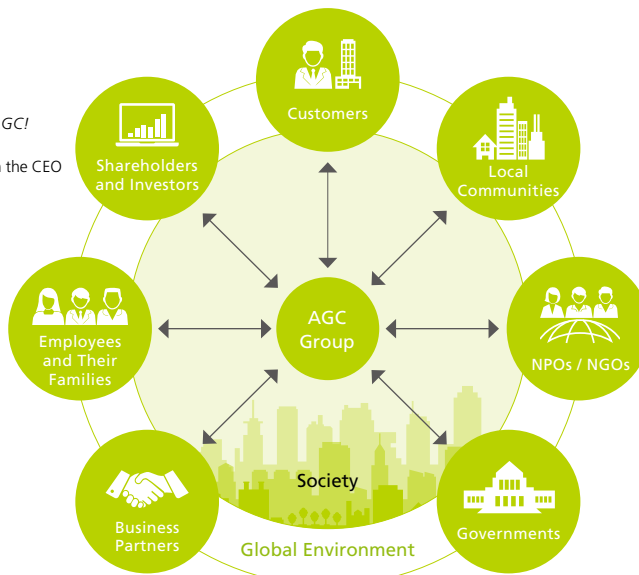 GC!
the CEO
Customers
Shareholders
and Investors
Local
Communities
AGC
Group
Employees
and Their
Families
NPOs / NGOs
Society
Business
Partners
Governments
Global Environment